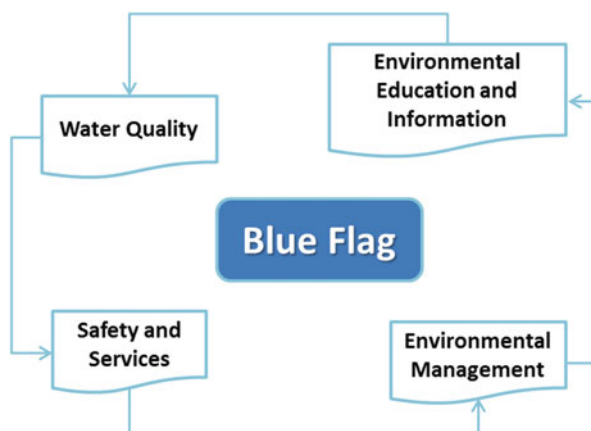 Environmental
Education and
Information
Water Quality
Blue Flag
Safety and
Services
Environmental
Management